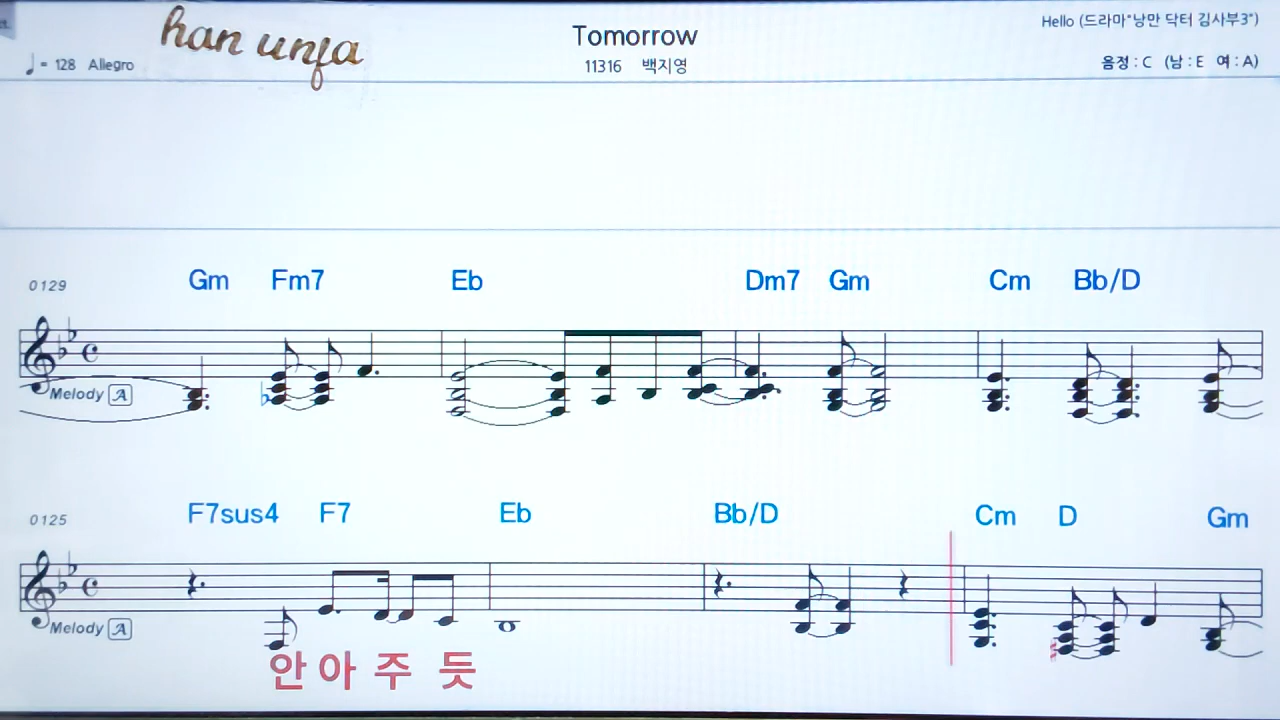 han unfa
Tomorrow
Hello (드라마"낭만 닥터 김사부3")
♩ = 128 Allegro
11316 백지영
음정 : C (남 : E 여 : A)
0129 Gm Fm7 Eb Dm7 Gm Cm Bb/D
Melody A
0125 F7sus4 F7 Eb Bb/D Cm D Gm
Melody A
안 아 주 듯